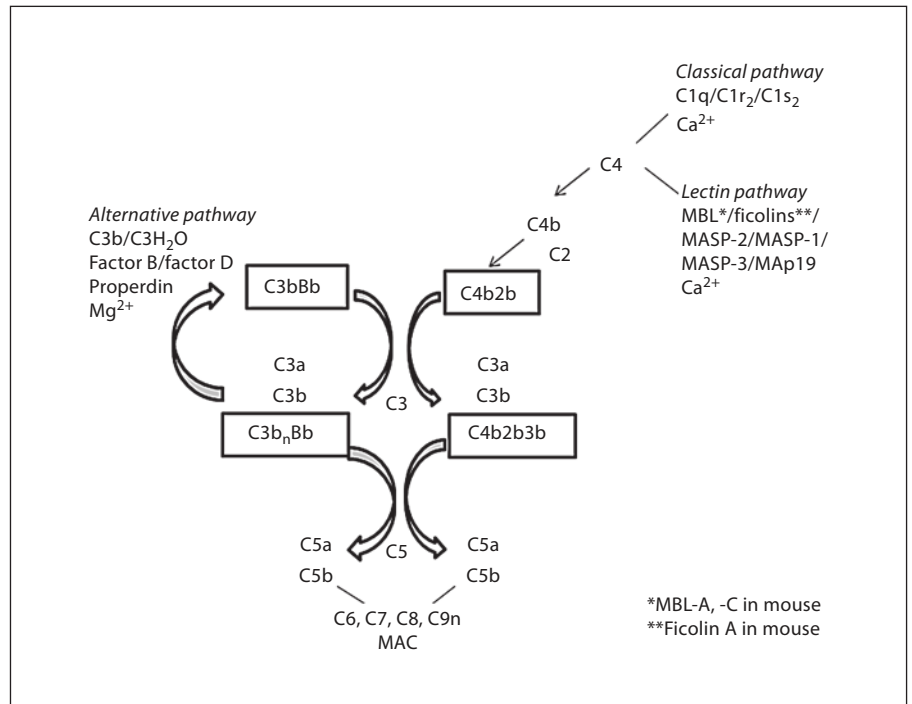 Classical pathway
C1q/C1r₂/C1s₂
Ca²⁺
C4
Lectin pathway
MBL*/ficolins**/
MASP-2/MASP-1/
MASP-3/MAp19
Ca²⁺
Alternative pathway
C3b/C3H₂O
Factor B/factor D
Properdin
Mg²⁺
C4b
C2
C3bBb
C4b2b
C3a
C3b
C3
C3a
C3b
C3bₙBb
C4b2b3b
C5a
C5b
C5
C5a
C5b
C6, C7, C8, C9n
MAC
*MBL-A, -C in mouse
**Ficolin A in mouse